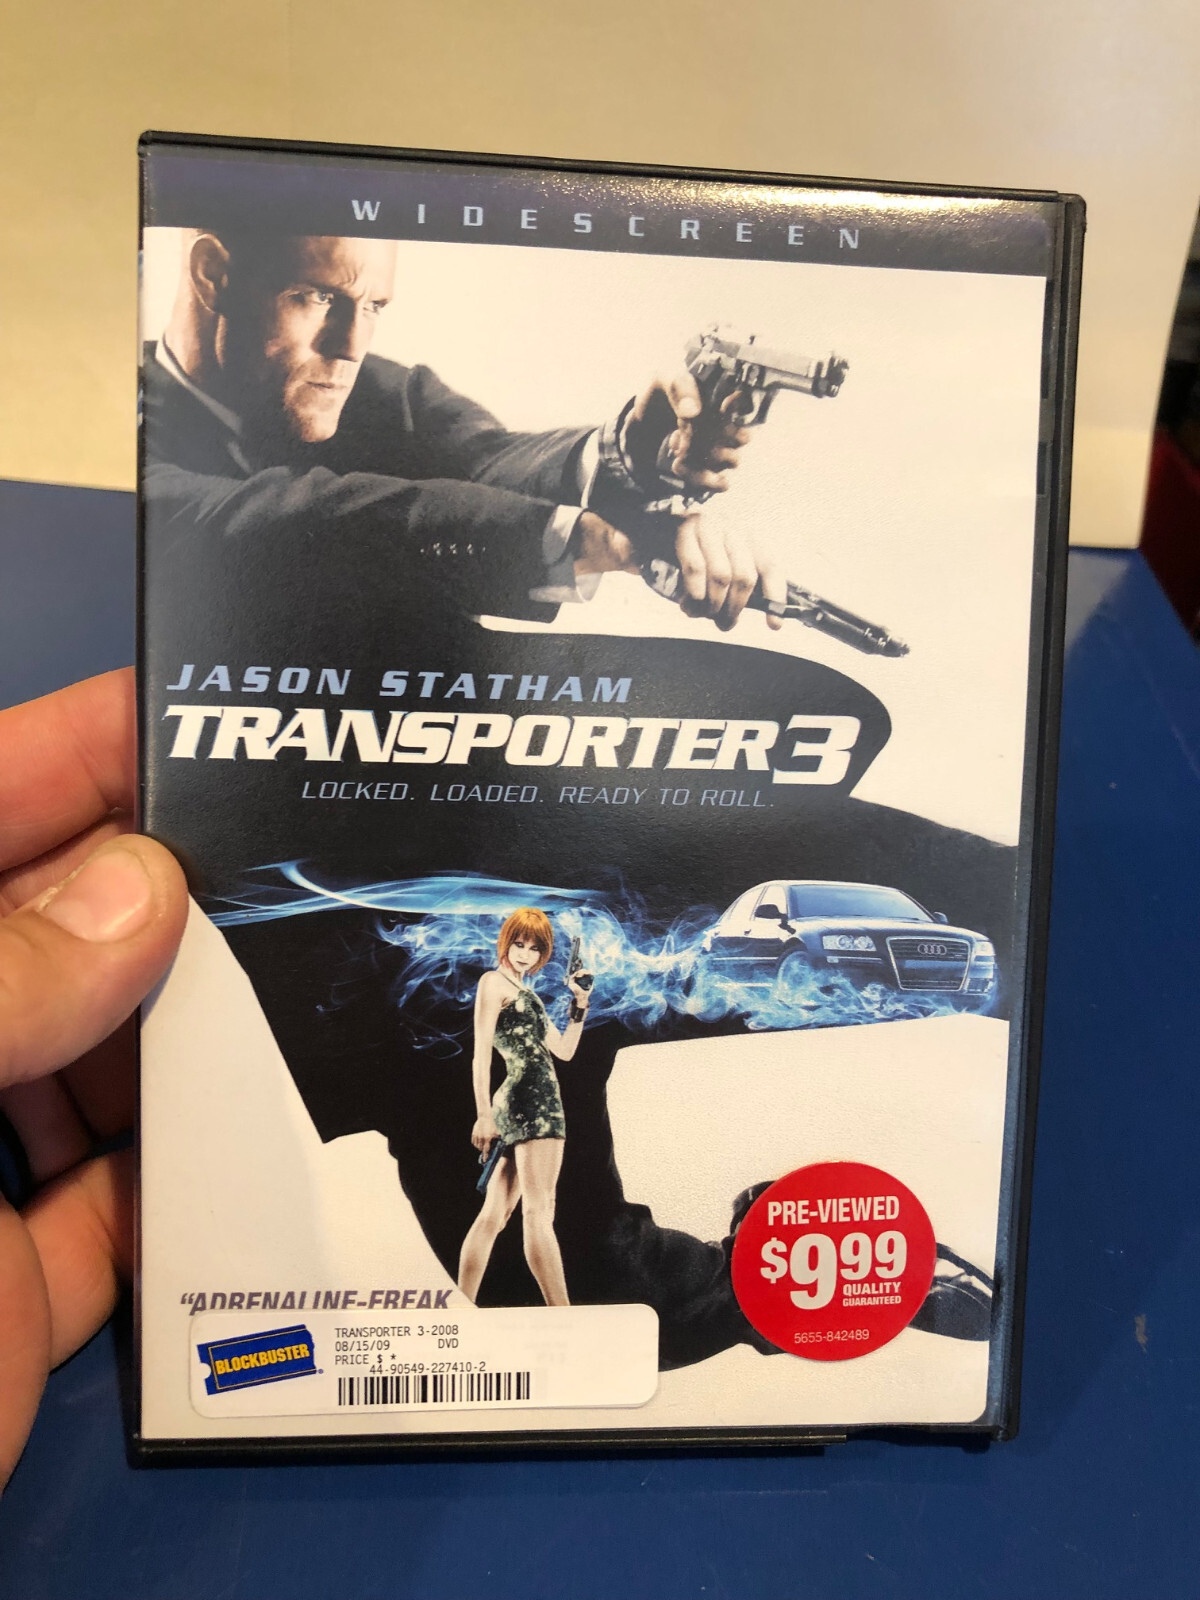 WIDESCREEN
JASON STATHAM
TRANSPORTER 3
LOCKED. LOADED. READY TO ROLL.
"ADRENALINE-FREAK
PRE-VIEWED
$9.99
QUALITY
GUARANTEED
5655-842489
BLOCKBUSTER
TRANSPORTER 3-2008
08/15/09 DVD
PRICE $ *
44-90549-227410-2